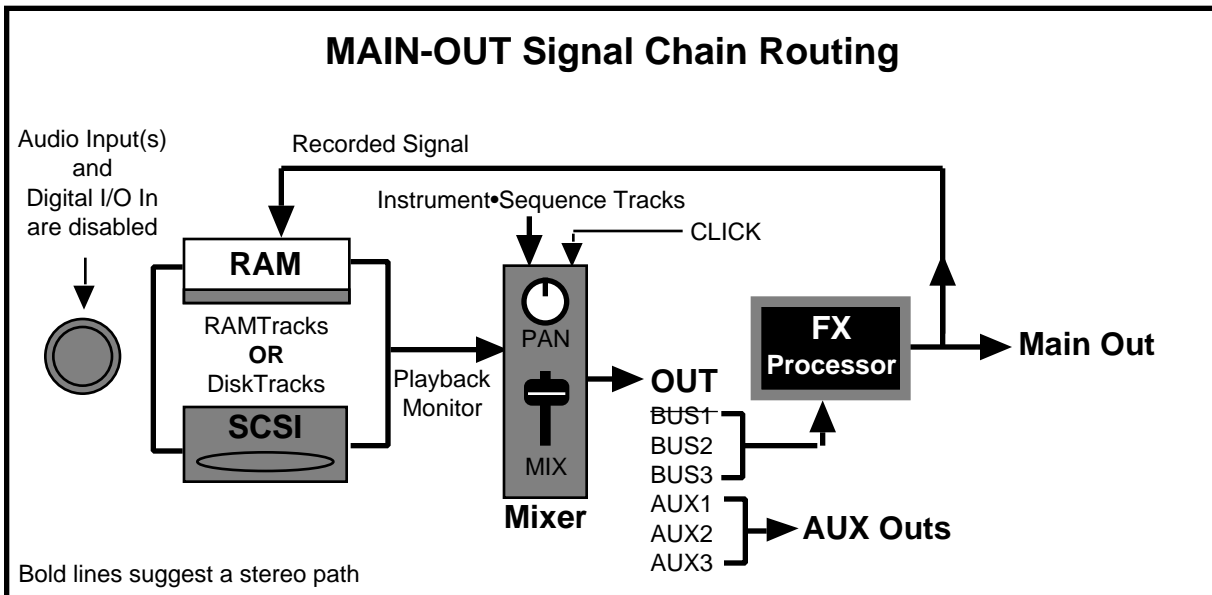 MAIN-OUT Signal Chain Routing
Audio Input(s)
and
Digital I/O In
are disabled
Recorded Signal
Instrument•Sequence Tracks
CLICK
RAM
RAMTracks
OR
DiskTracks
SCSI
Playback
Monitor
PAN
MIX
Mixer
OUT
BUS1
BUS2
BUS3
AUX1
AUX2
AUX3
FX
Processor
Main Out
AUX Outs
Bold lines suggest a stereo path